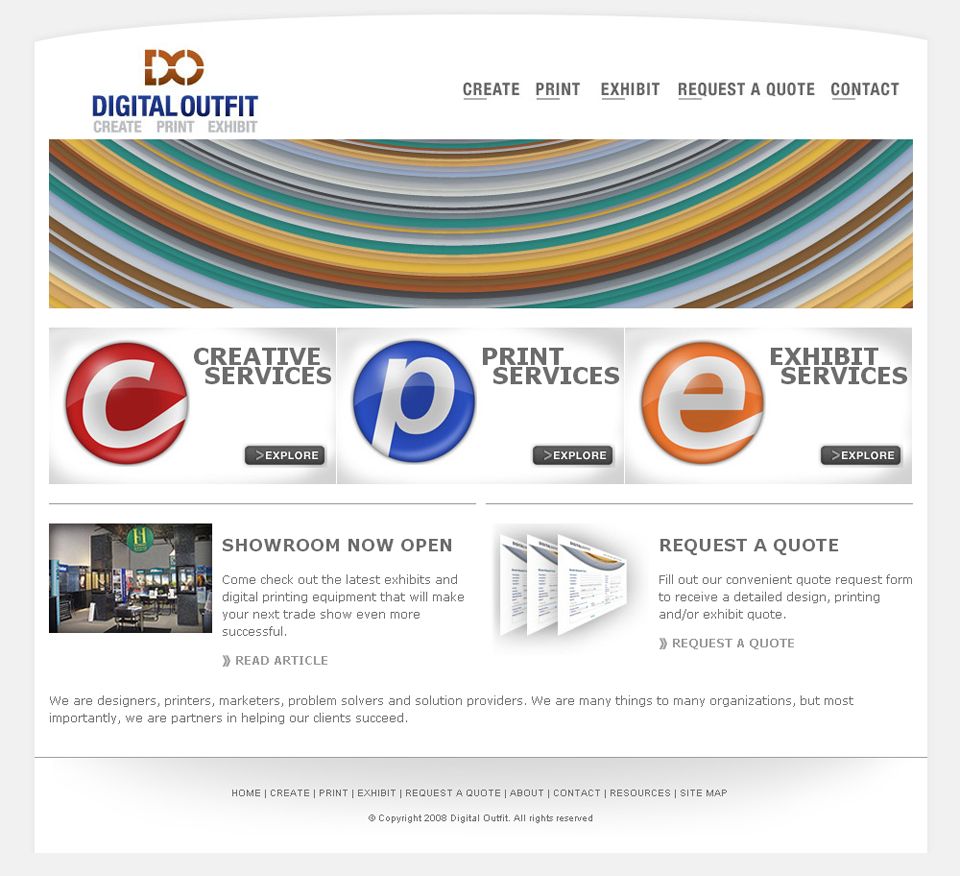 DO
DIGITAL OUTFIT
CREATE PRINT EXHIBIT
CREATE PRINT EXHIBIT REQUEST A QUOTE CONTACT
c
CREATIVE
SERVICES
>EXPLORE
p
PRINT
SERVICES
>EXPLORE
e
EXHIBIT
SERVICES
>EXPLORE
SHOWROOM NOW OPEN
Come check out the latest exhibits and
digital printing equipment that will make
your next trade show even more
successful.
⟫ READ ARTICLE
REQUEST A QUOTE
Fill out our convenient quote request form
to receive a detailed design, printing
and/or exhibit quote.
⟫ REQUEST A QUOTE
We are designers, printers, marketers, problem solvers and solution providers. We are many things to many organizations, but most
importantly, we are partners in helping our clients succeed.
HOME | CREATE | PRINT | EXHIBIT | REQUEST A QUOTE | ABOUT | CONTACT | RESOURCES | SITE MAP
© Copyright 2008 Digital Outfit. All rights reserved